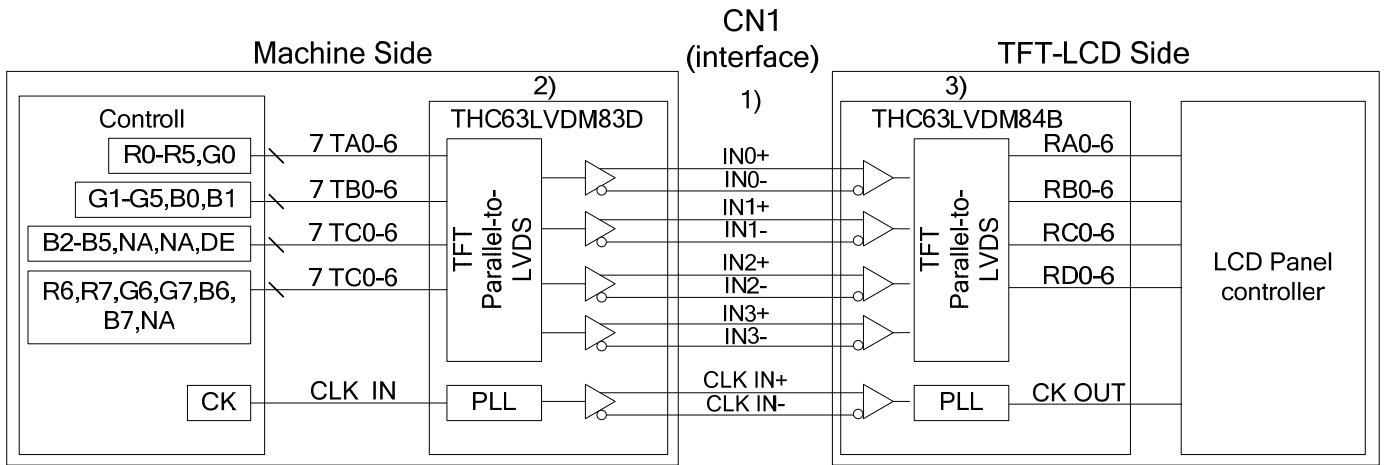 CN1
(interface)
Machine Side
TFT-LCD Side
1)
2)
3)
Controll
THC63LVDM83D
THC63LVDM84B
R0-R5,G0
7 TA0-6
G1-G5,B0,B1
7 TB0-6
B2-B5,NA,NA,DE
7 TC0-6
R6,R7,G6,G7,B6,
B7,NA
7 TC0-6
CK
CLK IN
TFT
Parallel-to-
LVDS
PLL
IN0+
IN0-
IN1+
IN1-
IN2+
IN2-
IN3+
IN3-
CLK IN+
CLK IN-
TFT
Parallel-to-
LVDS
PLL
RA0-6
RB0-6
RC0-6
RD0-6
CK OUT
LCD Panel
controller